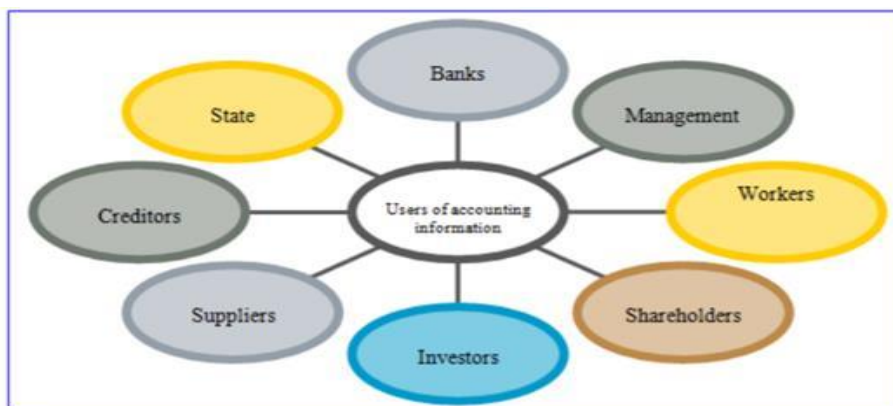 Banks
State
Management
Creditors
Users of accounting
information
Workers
Suppliers
Shareholders
Investors